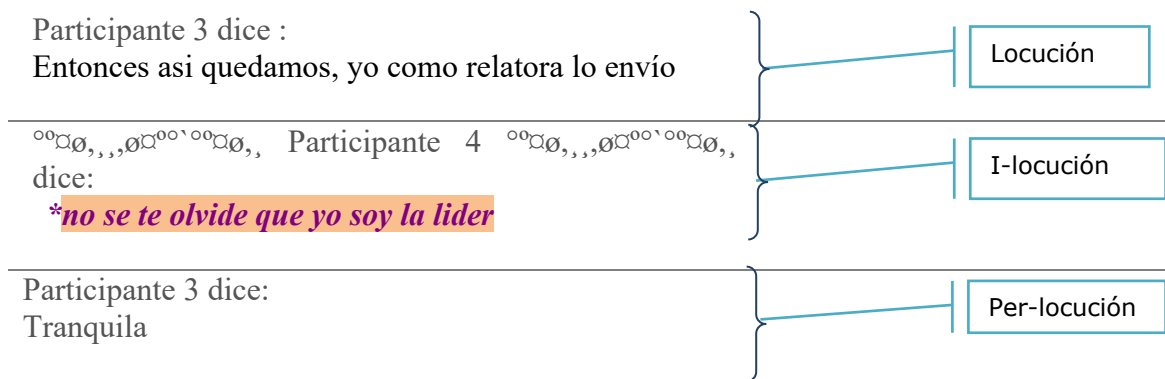 Participante 3 dice :
Entonces asi quedamos, yo como relatora lo envío
Locución
°º¤ø,¸¸,ø¤º°`°º¤ø,¸ Participante 4 °º¤ø,¸¸,ø¤º°`°º¤ø,¸
dice:
*no se te olvide que yo soy la lider
I-locución
Participante 3 dice:
Tranquila
Per-locución